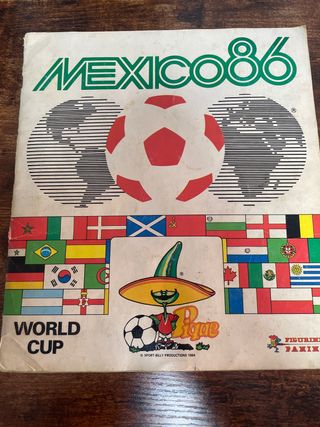 MEXICO86
®
Pique
WORLD
CUP
© SPORT-BILLY PRODUCTIONS 1984
FIGURINE
PANINI